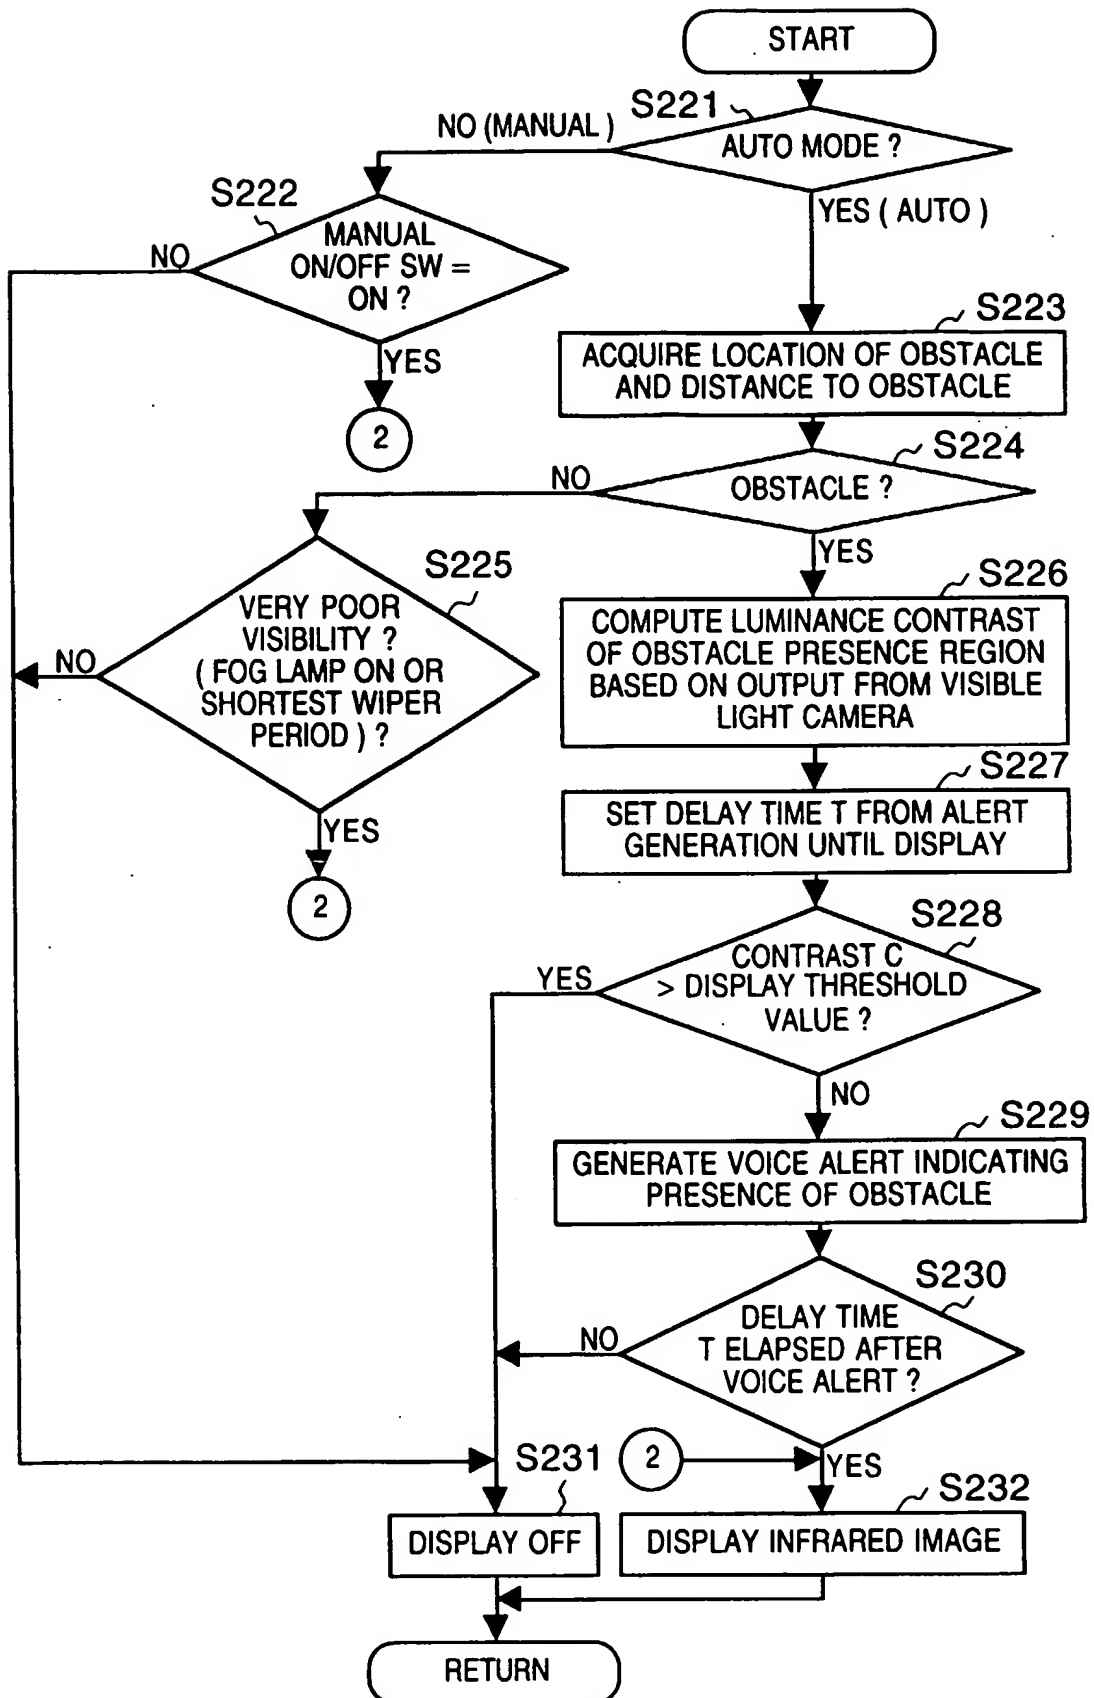 START
S221
NO (MANUAL)
AUTO MODE ?
YES ( AUTO )
S222
MANUAL
ON/OFF SW =
ON ?
NO
YES
2
S223
ACQUIRE LOCATION OF OBSTACLE
AND DISTANCE TO OBSTACLE
S224
OBSTACLE ?
NO
YES
S225
VERY POOR
VISIBILITY ?
( FOG LAMP ON OR
SHORTEST WIPER
PERIOD ) ?
NO
YES
2
S226
COMPUTE LUMINANCE CONTRAST
OF OBSTACLE PRESENCE REGION
BASED ON OUTPUT FROM VISIBLE
LIGHT CAMERA
S227
SET DELAY TIME T FROM ALERT
GENERATION UNTIL DISPLAY
S228
CONTRAST C
> DISPLAY THRESHOLD
VALUE ?
YES
NO
S229
GENERATE VOICE ALERT INDICATING
PRESENCE OF OBSTACLE
S230
DELAY TIME
T ELAPSED AFTER
VOICE ALERT ?
NO
YES
2
S231
DISPLAY OFF
S232
DISPLAY INFRARED IMAGE
RETURN